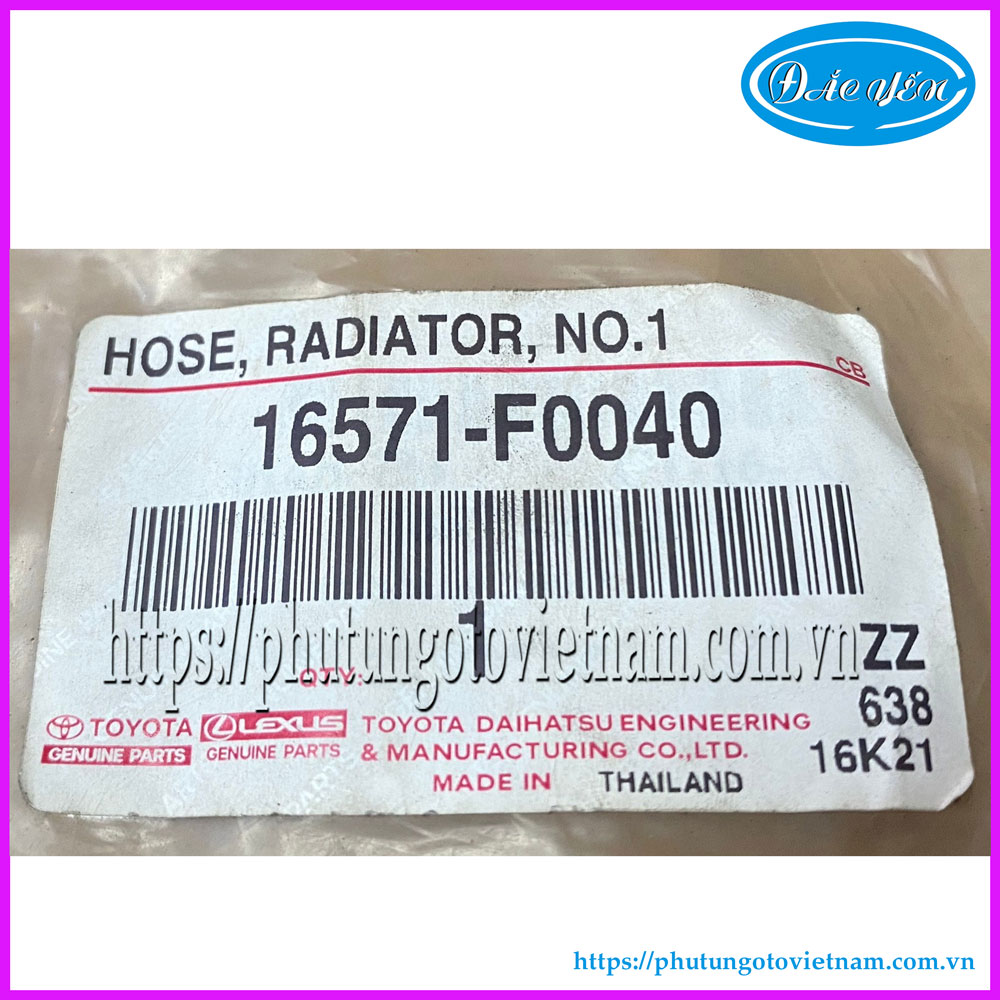 ĐẮC YẾN
HOSE, RADIATOR, NO.1
CB
16571-F0040
1
https://phutungotovietnam.com.vn
QTY:
ZZ
638
16K21
TOYOTA
GENUINE PARTS
LEXUS
GENUINE PARTS
TOYOTA DAIHATSU ENGINEERING
& MANUFACTURING CO.,LTD.
MADE IN THAILAND
https://phutungotovietnam.com.vn